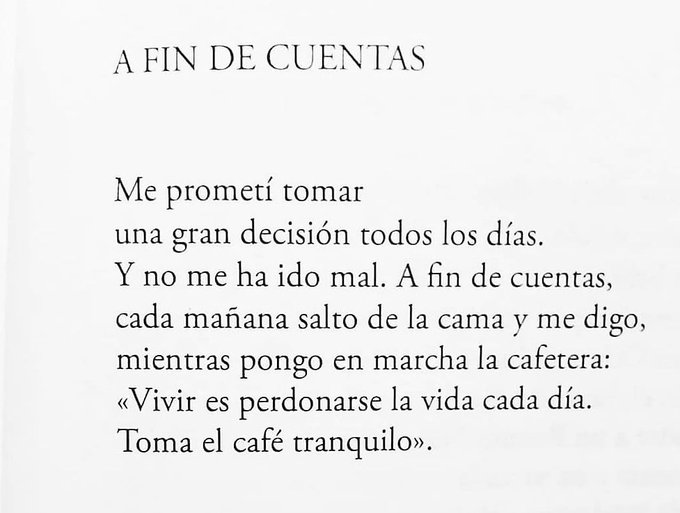 A FIN DE CUENTAS
Me prometí tomar
una gran decisión todos los días.
Y no me ha ido mal. A fin de cuentas,
cada mañana salto de la cama y me digo,
mientras pongo en marcha la cafetera:
«Vivir es perdonarse la vida cada día.
Toma el café tranquilo».